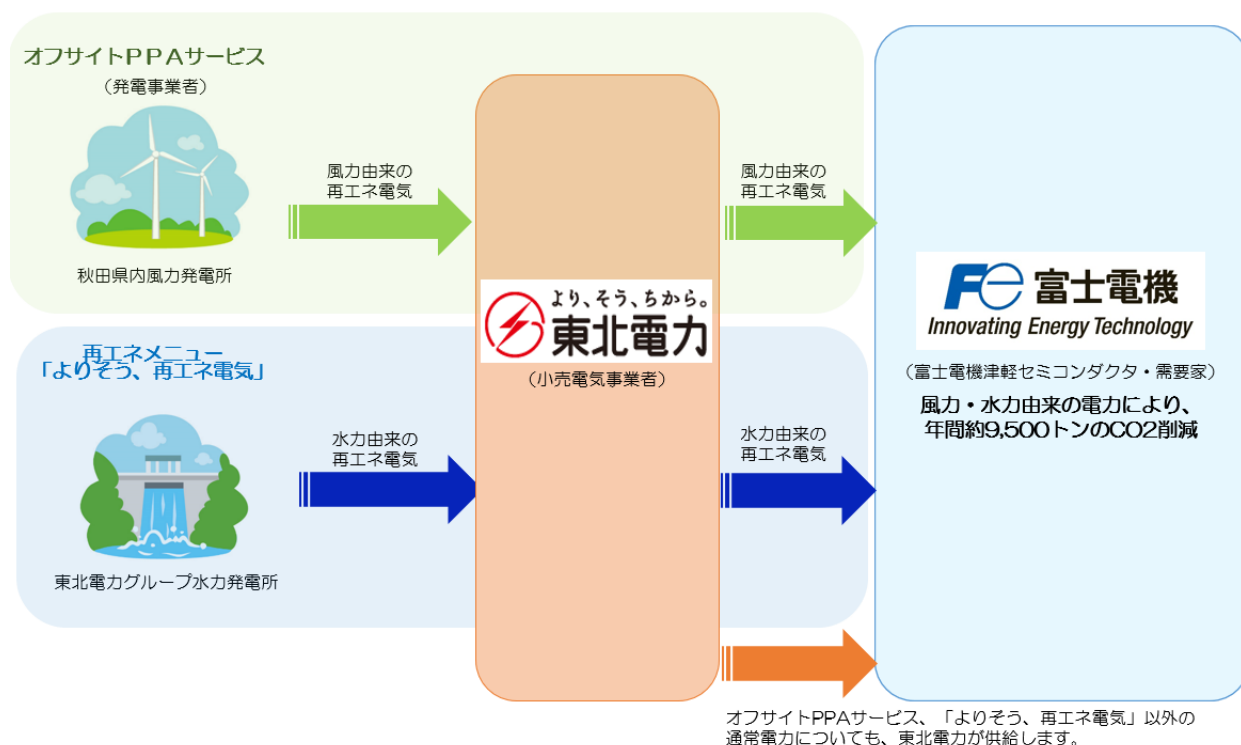 オフサイトPPAサービス
（発電事業者）
風力由来の
再エネ電気
風力由来の
再エネ電気
秋田県内風力発電所
より、そう、ちから。
東北電力
（小売電気事業者）
Fe 富士電機
Innovating Energy Technology
（富士電機津軽セミコンダクタ・需要家）
風力・水力由来の電力により、
年間約9,500トンのCO2削減
再エネメニュー
「よりそう、再エネ電気」
水力由来の
再エネ電気
水力由来の
再エネ電気
東北電力グループ水力発電所
オフサイトPPAサービス、「よりそう、再エネ電気」以外の
通常電力についても、東北電力が供給します。